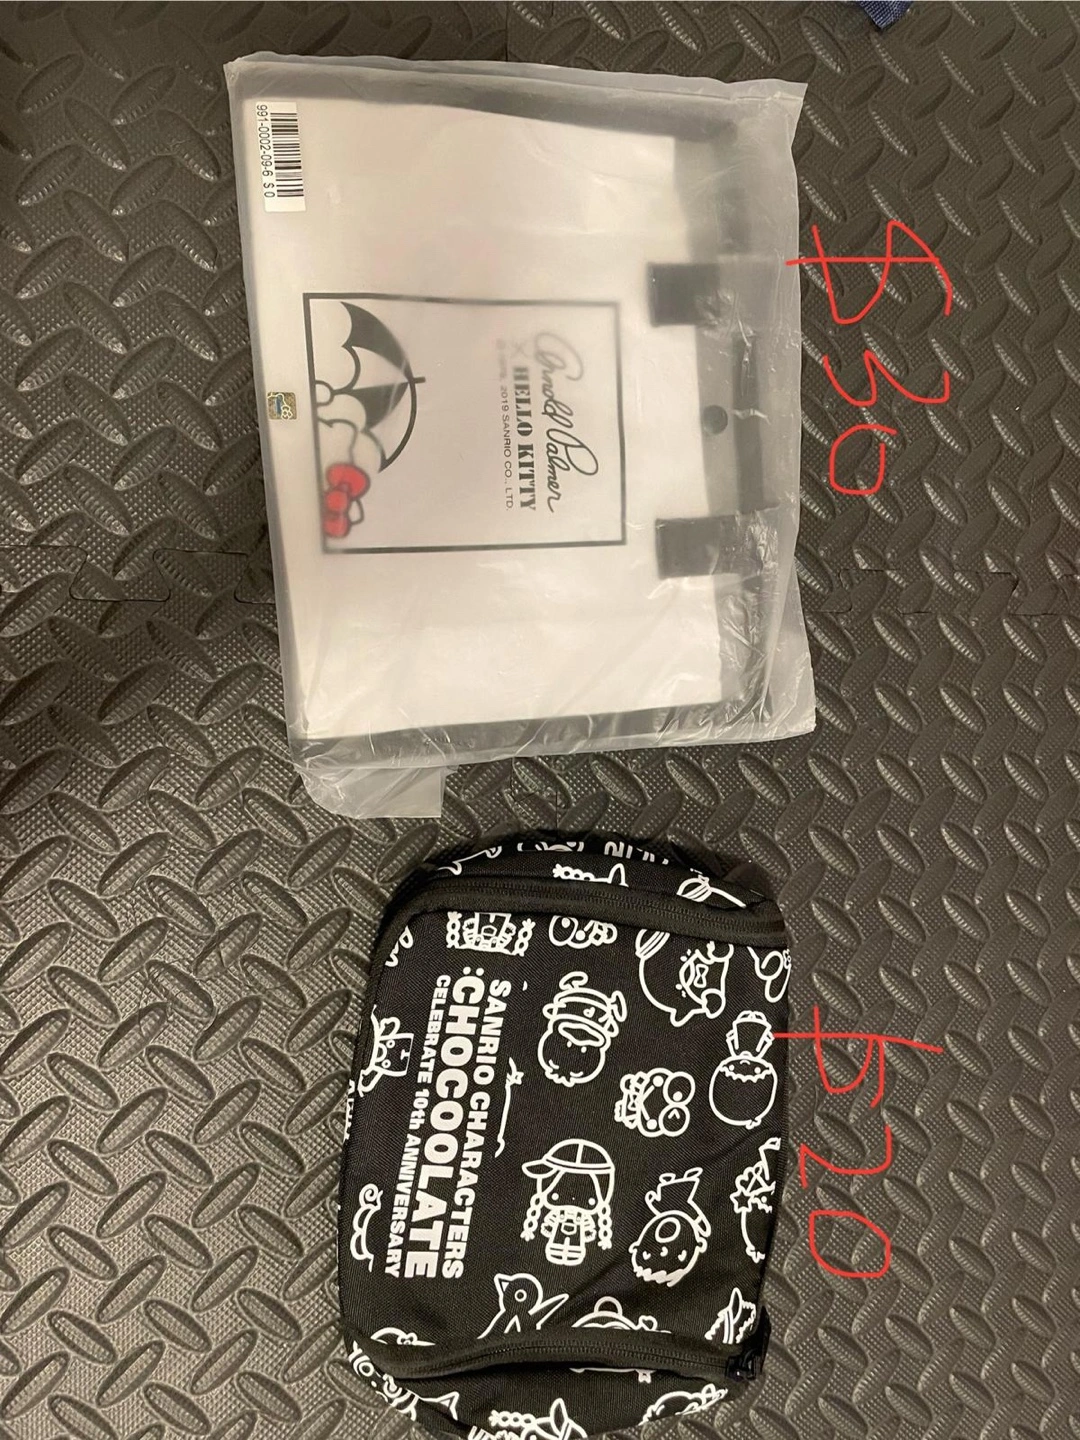 991-0002-09-6 S 0
Arnold Palmer
× HELLO KITTY
2019 SANRIO CO., LTD.
$30
SANRIO CHARACTERS
:CHOCOOLATE
CELEBRATE 10th ANNIVERSARY
$20